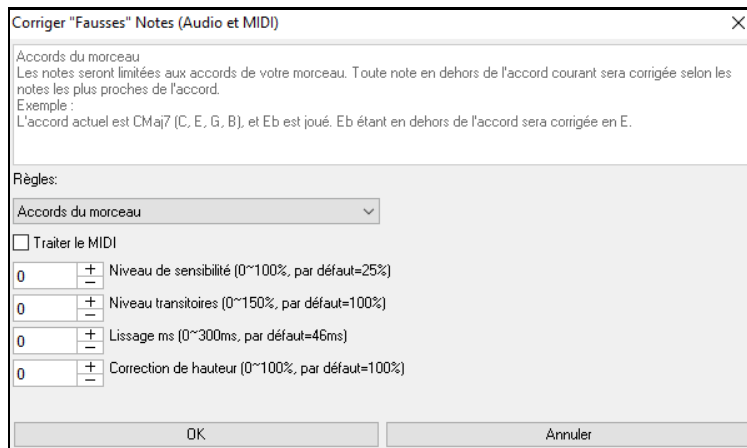 Corriger "Fausses" Notes (Audio et MIDI)
Accords du morceau
Les notes seront limitées aux accords de votre morceau. Toute note en dehors de l'accord courant sera corrigée selon les
notes les plus proches de l'accord.
Exemple :
L'accord actuel est CMaj7 (C, E, G, B), et Eb est joué. Eb étant en dehors de l'accord sera corrigée en E.
Règles:
Accords du morceau
Traiter le MIDI
0 Niveau de sensibilité (0~100%, par défaut=25%)
0 Niveau transitoires (0~150%, par défaut=100%)
0 Lissage ms (0~300ms, par défaut=46ms)
0 Correction de hauteur (0~100%, par défaut=100%)
OK Annuler